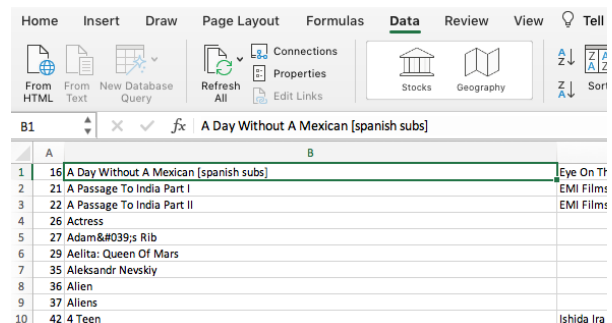 Home Insert Draw Page Layout Formulas Data Review View Tell
From HTML
From Text
New Database Query
Refresh All
Connections
Properties
Edit Links
Stocks
Geography
Sort
B1 fx A Day Without A Mexican [spanish subs]
A B
1 16 A Day Without A Mexican [spanish subs] Eye On Th
2 21 A Passage To India Part I EMI Films
3 22 A Passage To India Part II EMI Films
4 26 Actress
5 27 Adam&#039;s Rib
6 29 Aelita: Queen Of Mars
7 35 Aleksandr Nevskiy
8 36 Alien
9 37 Aliens
10 42 4 Teen Ishida Ira